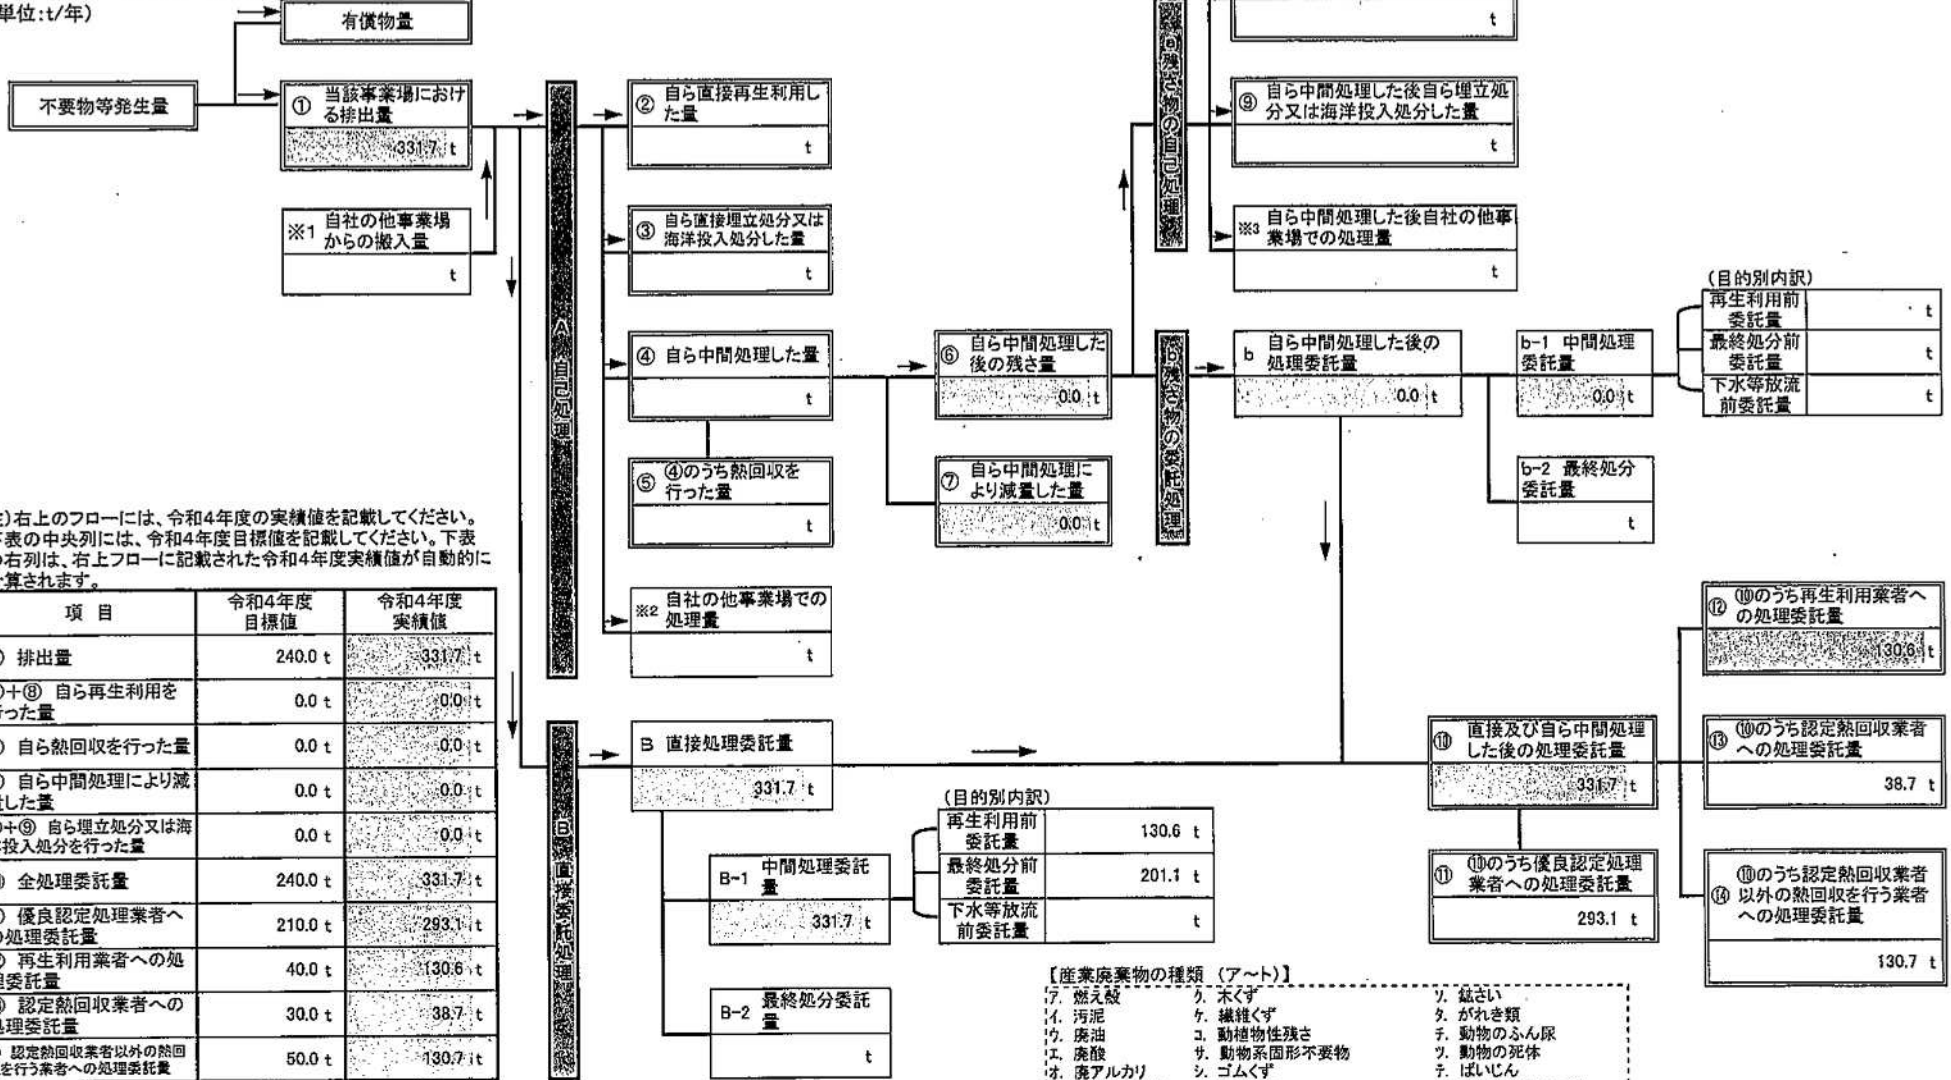 単位:t/年)
有償物量
不要物等発生量
① 当該事業場におけ
る排出量
331.7 t
※1 自社の他事業場
からの搬入量
t
A 自己処理
② 自ら直接再生利用し
た量
t
③ 自ら直接埋立処分又は
海洋投入処分した量
t
④ 自ら中間処理した量
t
⑤ ④のうち熱回収を
行った量
t
※2 自社の他事業場での
処理量
t
⑥ 自ら中間処理した
後の残さ量
0.0 t
⑦ 自ら中間処理に
より減量した量
0.0 t
a 残さ物の自己処理
t
⑨ 自ら中間処理した後自ら埋立処
分又は海洋投入処分した量
t
※3 自ら中間処理した後自社の他事
業場での処理量
t
b 残さ物の委託処理
b 自ら中間処理した後の
処理委託量
0.0 t
b-1 中間処理
委託量
0.0 t
b-2 最終処分
委託量
t
(目的別内訳)
再生利用前
委託量 t
最終処分前
委託量 t
下水等放流
前委託量 t
)右上のフローには、令和4年度の実績値を記載してください。
下表の中央列には、令和4年度目標値を記載してください。下表
の右列は、右上フローに記載された令和4年度実績値が自動的に
計算されます。
項 目 令和4年度 目標値 令和4年度 実績値
) 排出量 240.0 t 331.7 t
)+⑧ 自ら再生利用を
行った量 0.0 t 0.0 t
) 自ら熱回収を行った量 0.0 t 0.0 t
) 自ら中間処理により減
量した量 0.0 t 0.0 t
)+⑨ 自ら埋立処分又は海
洋投入処分を行った量 0.0 t 0.0 t
) 全処理委託量 240.0 t 331.7 t
) 優良認定処理業者へ
の処理委託量 210.0 t 293.1 t
) 再生利用業者への処
理委託量 40.0 t 130.6 t
) 認定熱回収業者への
処理委託量 30.0 t 38.7 t
認定熱回収業者以外の熱回
収を行う業者への処理委託量 50.0 t 130.7 t
B 直接委託処理
B 直接処理委託量
331.7 t
B-1 中間処理委託
量
331.7 t
B-2 最終処分委託
量
t
(目的別内訳)
再生利用前
委託量 130.6 t
最終処分前
委託量 201.1 t
下水等放流
前委託量 t
⑩ 直接及び自ら中間処理
した後の処理委託量
331.7 t
⑪ ⑩のうち優良認定処理
業者への処理委託量
293.1 t
⑫ ⑩のうち再生利用業者へ
の処理委託量
130.6 t
⑬ ⑩のうち認定熱回収業者
への処理委託量
38.7 t
⑭ ⑩のうち認定熱回収業者
以外の熱回収を行う業者
への処理委託量
130.7 t
【産業廃棄物の種類 (ア~ト)】
ア. 燃え殻 ク. 木くず ソ. 鉱さい
イ. 汚泥 ケ. 繊維くず タ. がれき類
ウ. 廃油 コ. 動植物性残さ チ. 動物のふん尿
エ. 廃酸 サ. 動物系固形不要物 ツ. 動物の死体
オ. 廃アルカリ シ. ゴムくず テ. ばいじん